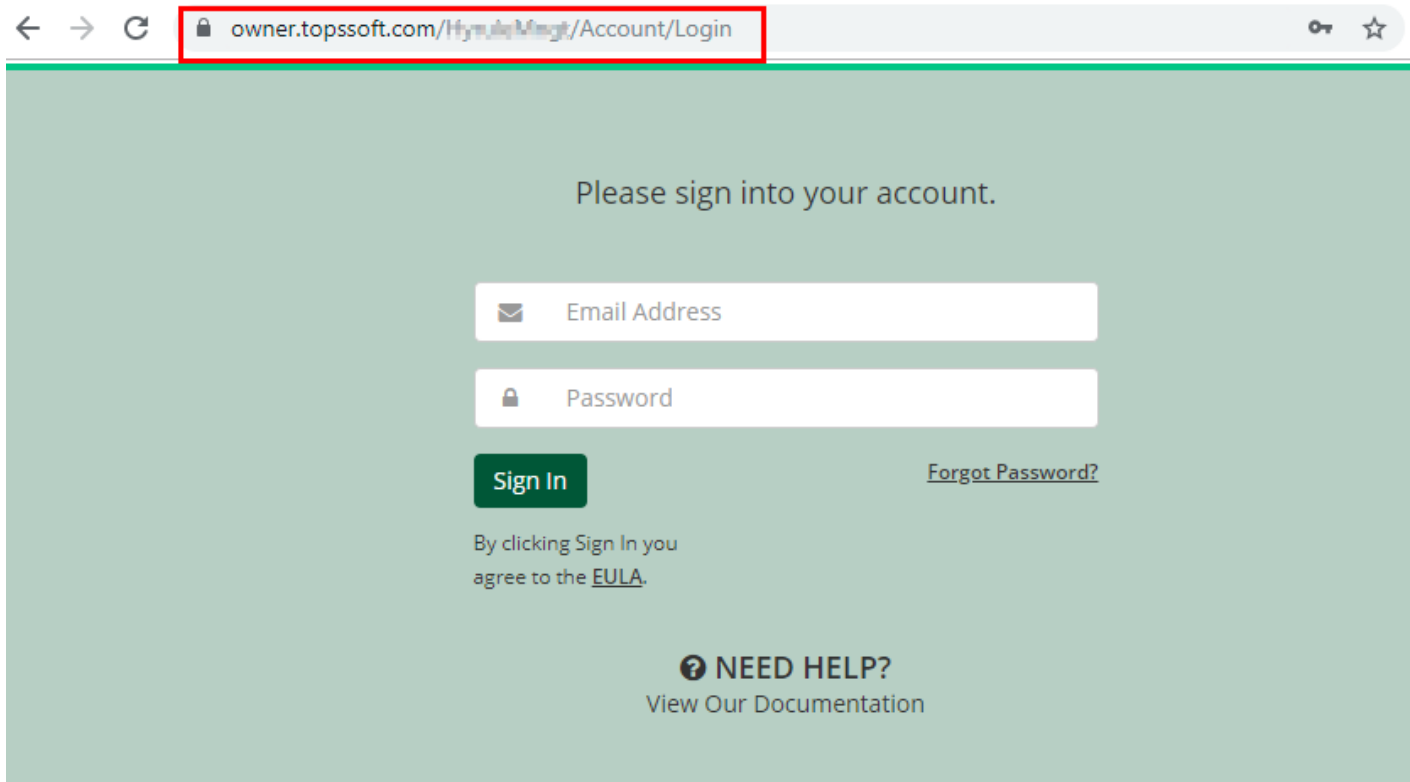 owner.topssoft.com/ /Account/Login
Please sign into your account.
Email Address
Password
Sign In
Forgot Password?
By clicking Sign In you
agree to the EULA.
NEED HELP?
View Our Documentation